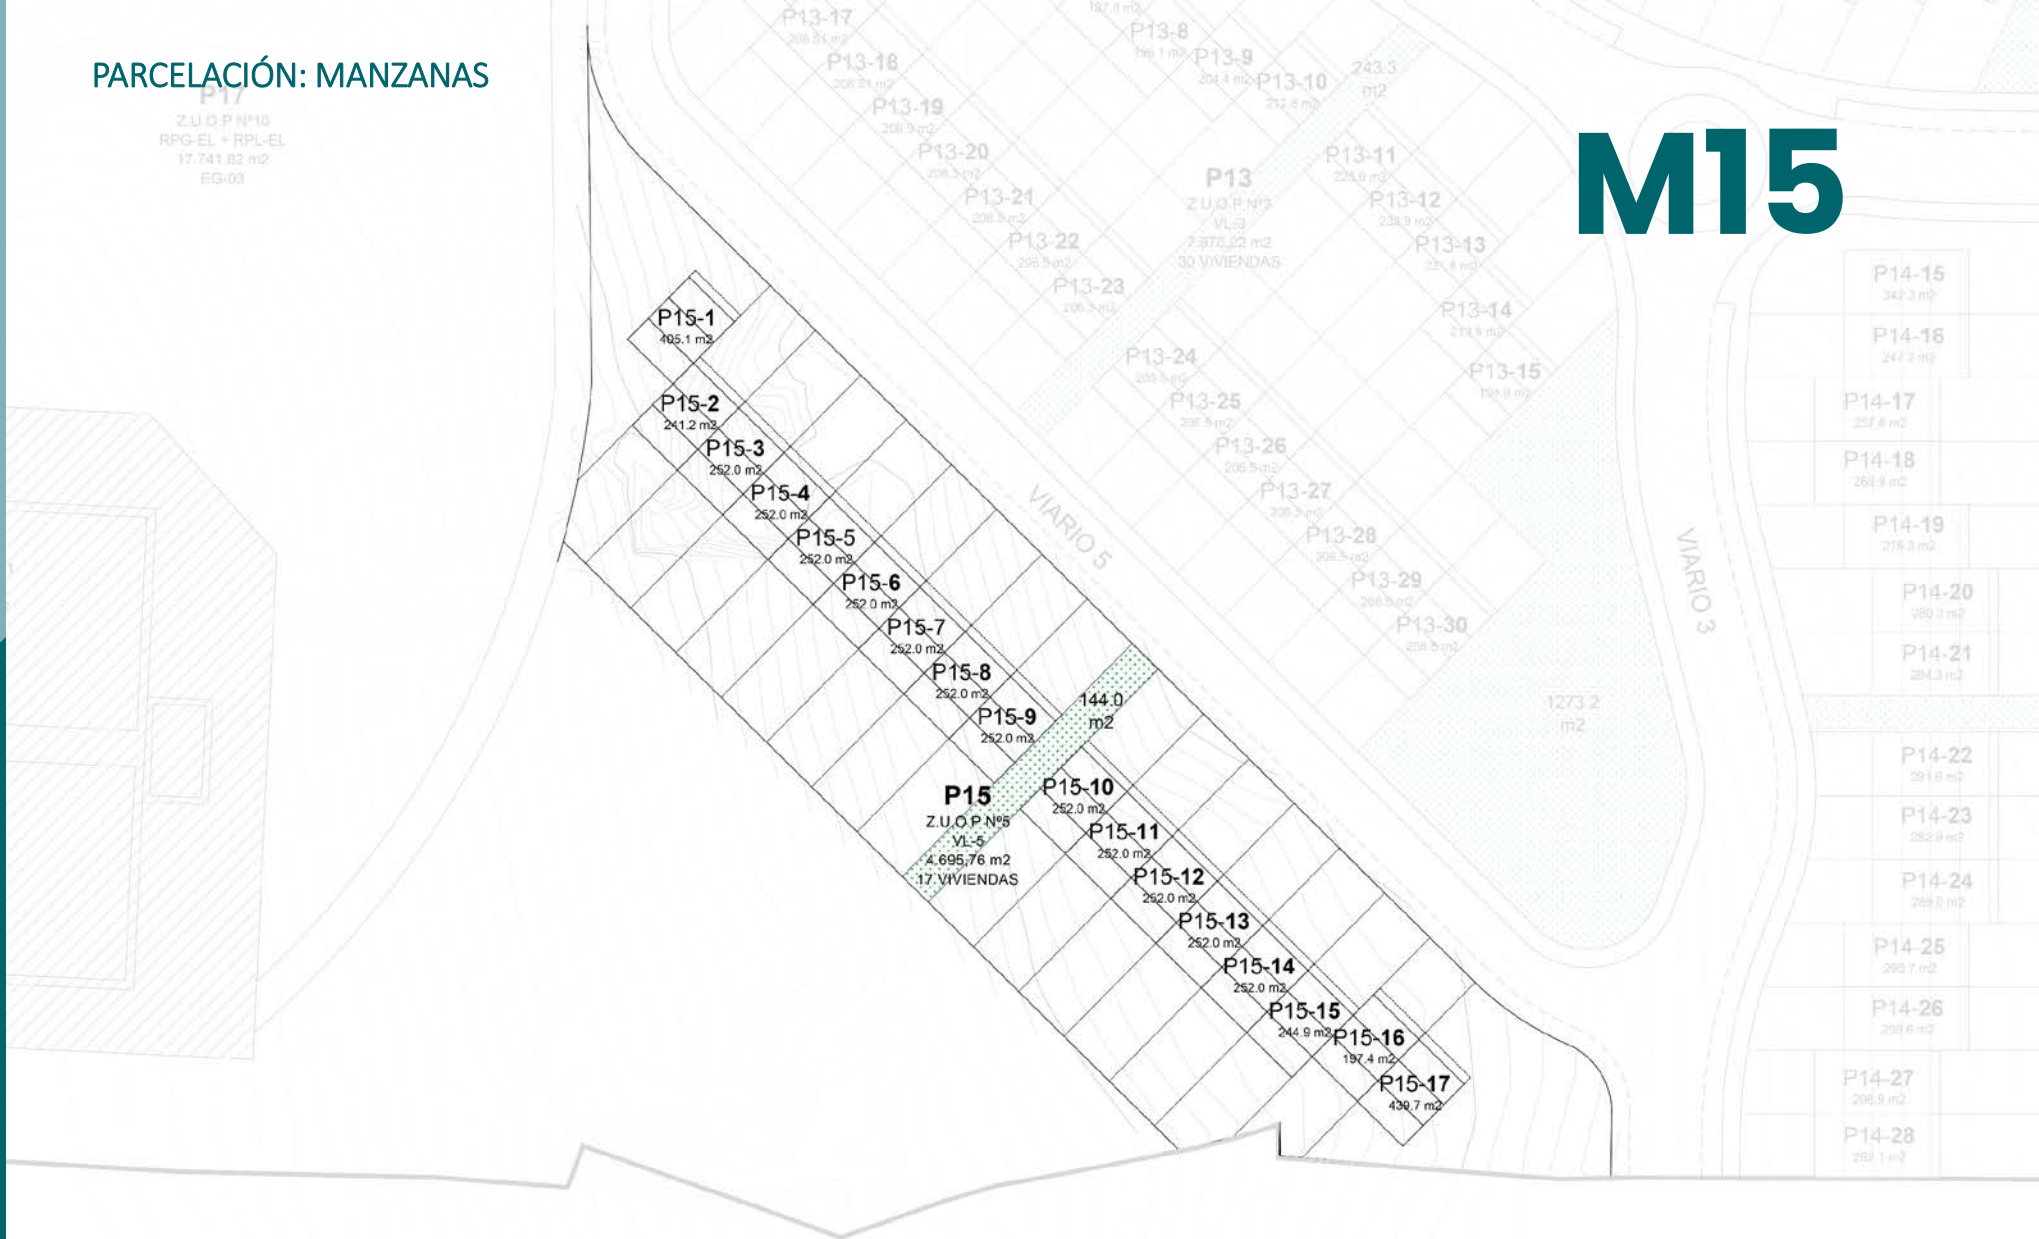 PARCELACIÓN: MANZANAS
M15
P17
Z.U.O.P Nº10
RPG-EL + RPL-EL
17.741,82 m2
EG-03
P13-17
P13-18
P13-19
P13-20
P13-21
P13-22
P13-23
P13-8
P13-9
P13-10
243.3
m2
P13-11
P13-12
P13-13
P13-14
P13-15
P13
Z.U.O.P Nº3
VL-3
30 VIVIENDAS
P13-24
P13-25
P13-26
P13-27
P13-28
P13-29
P13-30
VIARIO 5
VIARIO 3
1273.2
m2
P15-1
405.1 m2
P15-2
241.2 m2
P15-3
252.0 m2
P15-4
252.0 m2
P15-5
252.0 m2
P15-6
252.0 m2
P15-7
252.0 m2
P15-8
252.0 m2
P15-9
252.0 m2
144.0
m2
P15
Z.U.O.P Nº5
VL-5
4.695,76 m2
17 VIVIENDAS
P15-10
252.0 m2
P15-11
252.0 m2
P15-12
252.0 m2
P15-13
252.0 m2
P15-14
252.0 m2
P15-15
244.9 m2
P15-16
197.4 m2
P15-17
439.7 m2
P14-15
P14-16
P14-17
P14-18
P14-19
P14-20
P14-21
P14-22
P14-23
P14-24
P14-25
P14-26
P14-27
P14-28